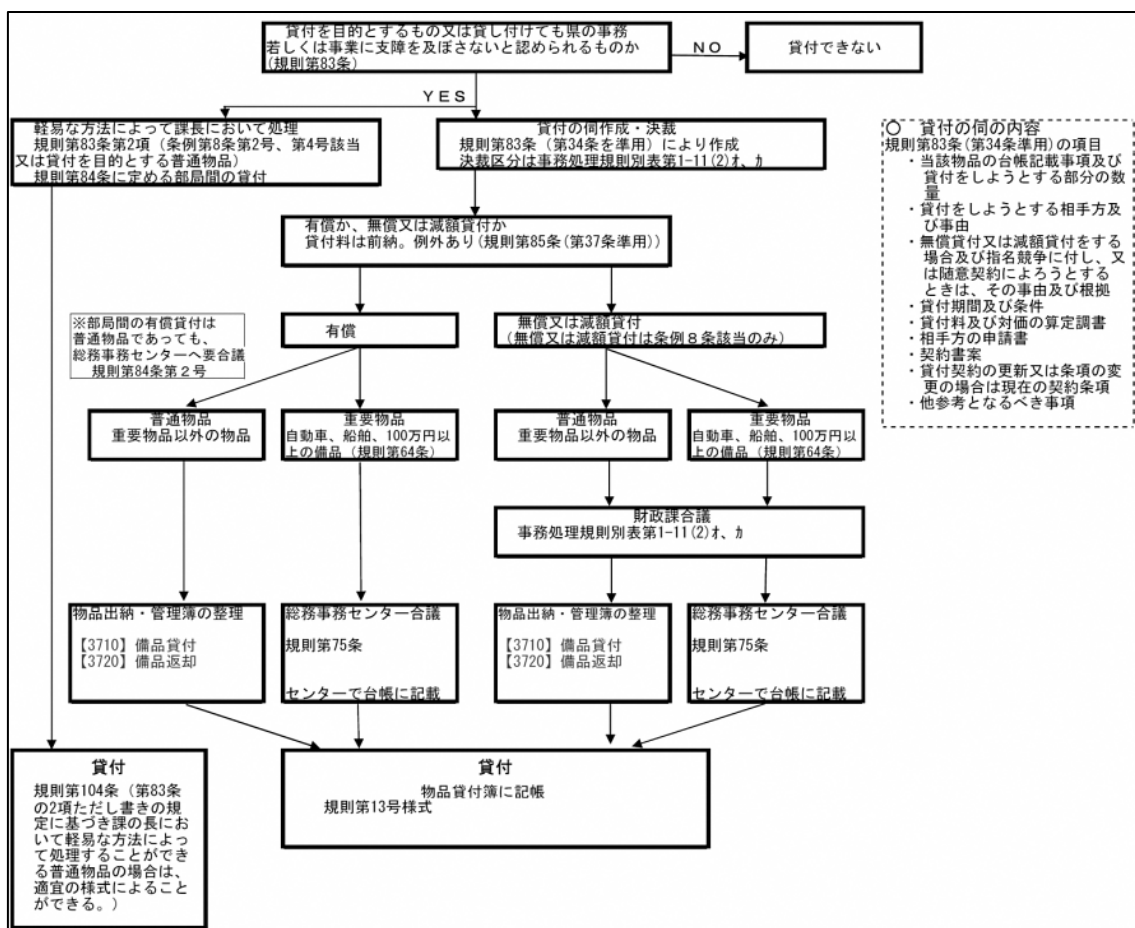 貸付を目的とするもの又は貸し付けても県の事務
若しくは事業に支障を及ぼさないと認められるものか
(規則第83条)
NO
貸付できない
YES
軽易な方法によって課長において処理
規則第83条第2項（条例第8条第2号、第4号該当
又は貸付を目的とする普通物品）
規則第84条に定める部局間の貸付
貸付の伺作成・決裁
規則第83条（第34条を準用）により作成
決裁区分は事務処理規則別表第1-11(2)ｵ、ｶ
○　貸付の伺の内容
規則第83条(第34条準用)の項目
・当該物品の台帳記載事項及び
貸付をしようとする部分の数
量
・貸付をしようとする相手方及
び事由
・無償貸付又は減額貸付をする
場合及び指名競争に付し、又
は随意契約によろうとする
ときは、その事由及び根拠
・貸付期間及び条件
・貸付料及び対価の算定調書
・相手方の申請書
・契約書案
・貸付契約の更新又は条項の変
更の場合は現在の契約条項
・他参考となるべき事項
有償か、無償又は減額貸付か
貸付料は前納。例外あり(規則第85条(第37条準用))
※部局間の有償貸付は
普通物品であっても、
総務事務センターへ要合議
規則第84条第２号
有償
無償又は減額貸付
(無償又は減額貸付は条例８条該当のみ)
普通物品
重要物品以外の物品
重要物品
自動車、船舶、100万円以
上の備品（規則第64条）
普通物品
重要物品以外の物品
重要物品
自動車、船舶、100万円以
上の備品（規則第64条）
財政課合議
事務処理規則別表第1-11(2)ｵ、ｶ
物品出納・管理簿の整理
【3710】備品貸付
【3720】備品返却
総務事務センター合議
規則第75条
センターで台帳に記載
物品出納・管理簿の整理
【3710】備品貸付
【3720】備品返却
総務事務センター合議
規則第75条
センターで台帳に記載
貸付
規則第104条（第83条
の2項ただし書きの規
定に基づき課の長にお
いて軽易な方法によっ
て処理することができ
る普通物品の場合は、
適宜の様式によること
ができる。）
貸付
物品貸付簿に記帳
規則第13号様式